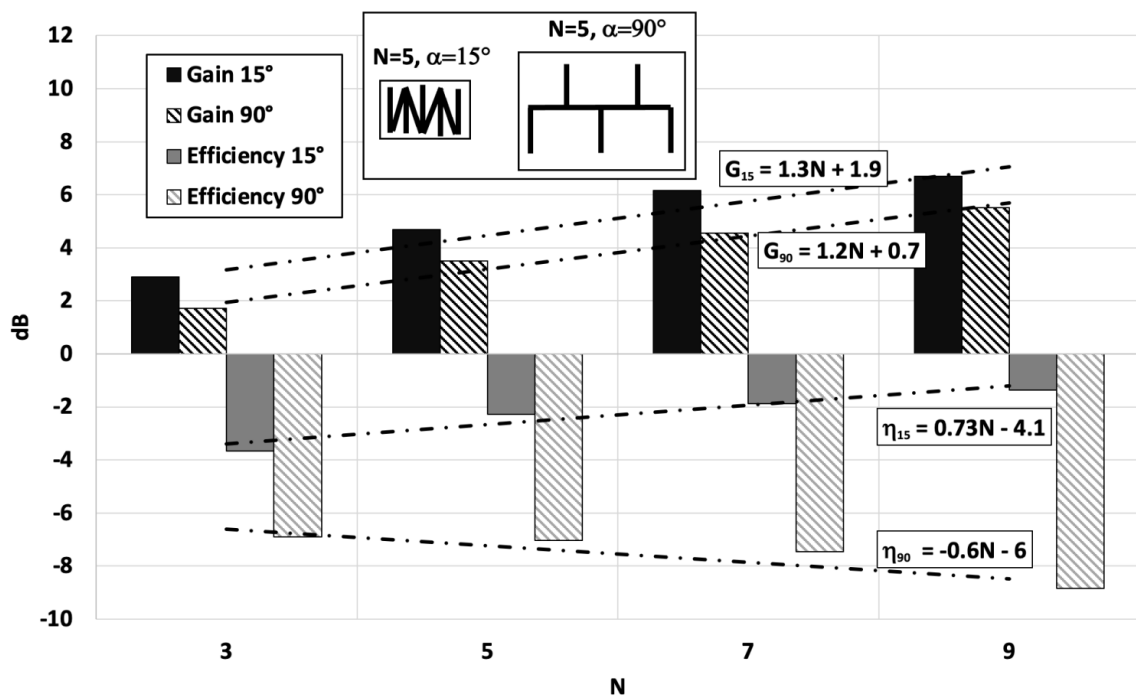 12
10
8
6
4
2
0
-2
-4
-6
-8
-10
dB
Gain 15°
Gain 90°
Efficiency 15°
Efficiency 90°
N=5, α=15°
N=5, α=90°
G₁₅ = 1.3N + 1.9
G₉₀ = 1.2N + 0.7
η₁₅ = 0.73N - 4.1
η₉₀ = -0.6N - 6
3 5 7 9
N